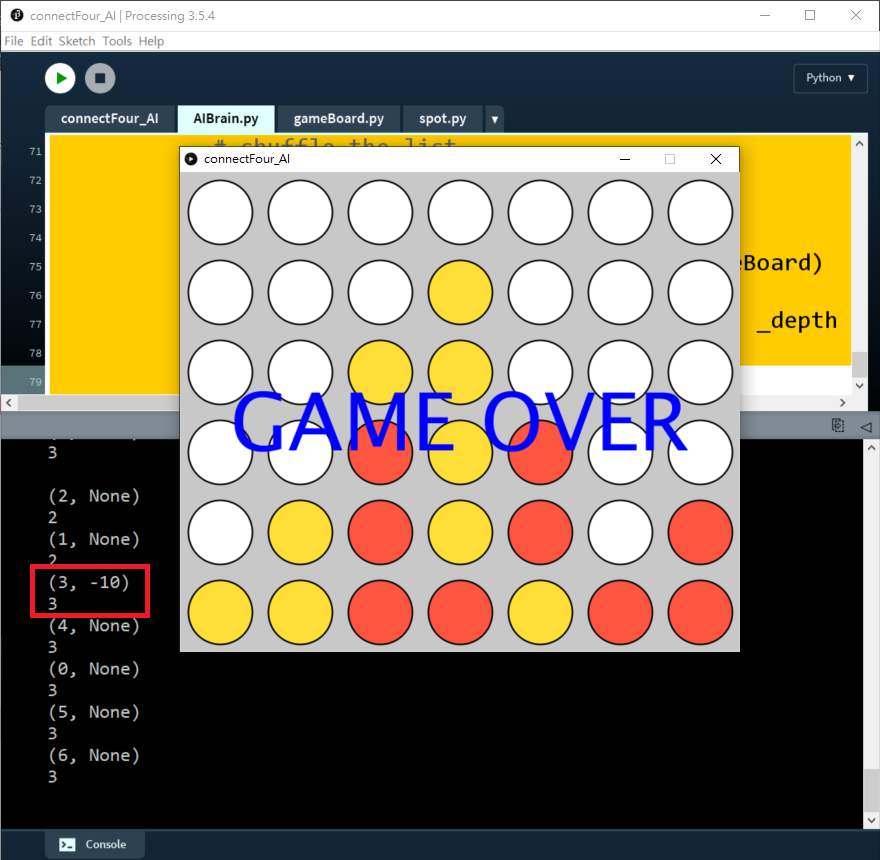 connectFour_AI | Processing 3.5.4
File Edit Sketch Tools Help
Python ▼
connectFour_AI AIBrain.py gameBoard.py spot.py ▼
71
# shuffle the list
connectFour_AI
72
73
74
75
eBoard)
76
77
_depth
78
79
GAME OVER
3
(2, None)
2
(1, None)
2
(3, -10)
3
(4, None)
3
(0, None)
3
(5, None)
3
(6, None)
3
Console